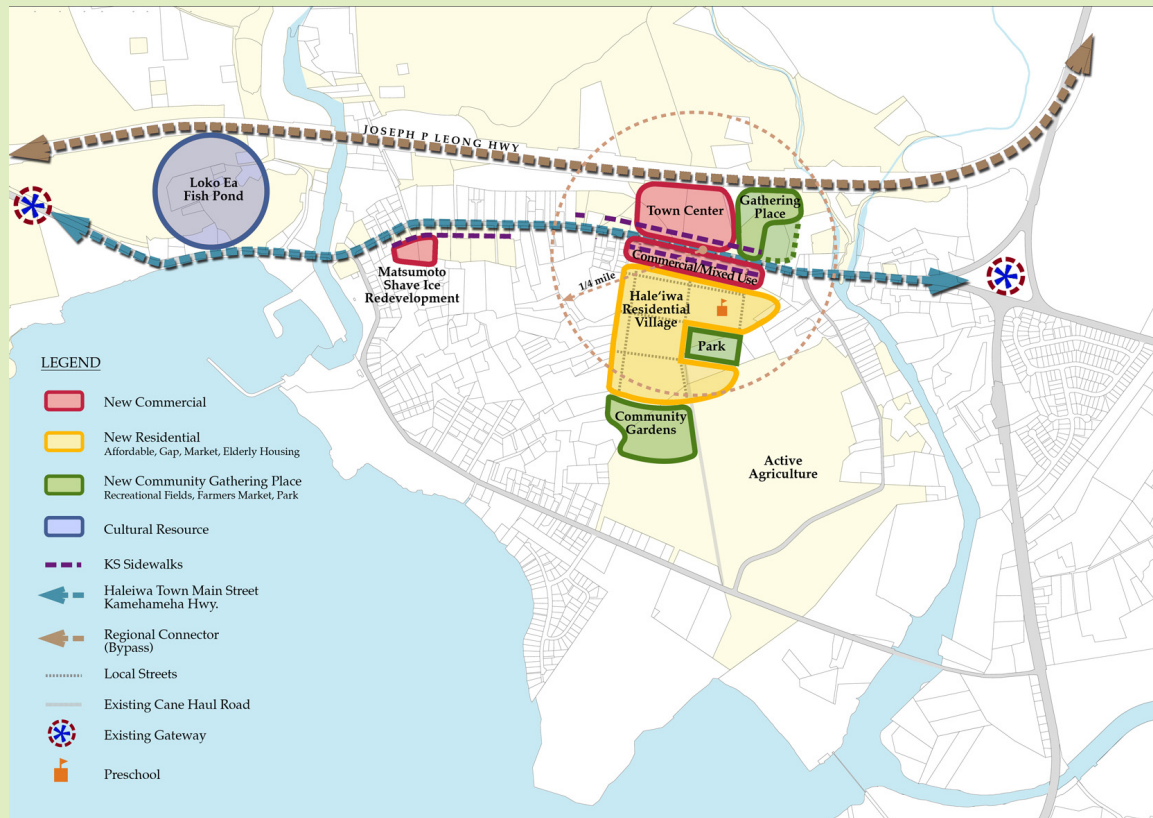 JOSEPH P LEONG HWY
Loko Ea
Fish Pond
Town Center
Gathering
Place
Commercial/Mixed Use
Matsumoto
Shave Ice
Redevelopment
1/4 mile
Hale'iwa
Residential
Village
Park
Community
Gardens
Active
Agriculture
LEGEND
New Commercial
New Residential
Affordable, Gap, Market, Elderly Housing
New Community Gathering Place
Recreational Fields, Farmers Market, Park
Cultural Resource
KS Sidewalks
Haleiwa Town Main Street
Kamehameha Hwy.
Regional Connector
(Bypass)
Local Streets
Existing Cane Haul Road
Existing Gateway
Preschool